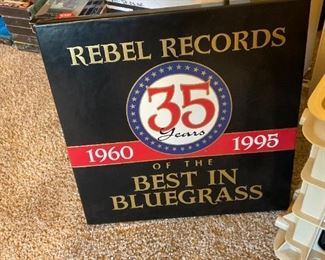 REBEL RECORDS
35
Years
1960 1995
OF THE
BEST IN
BLUEGRASS